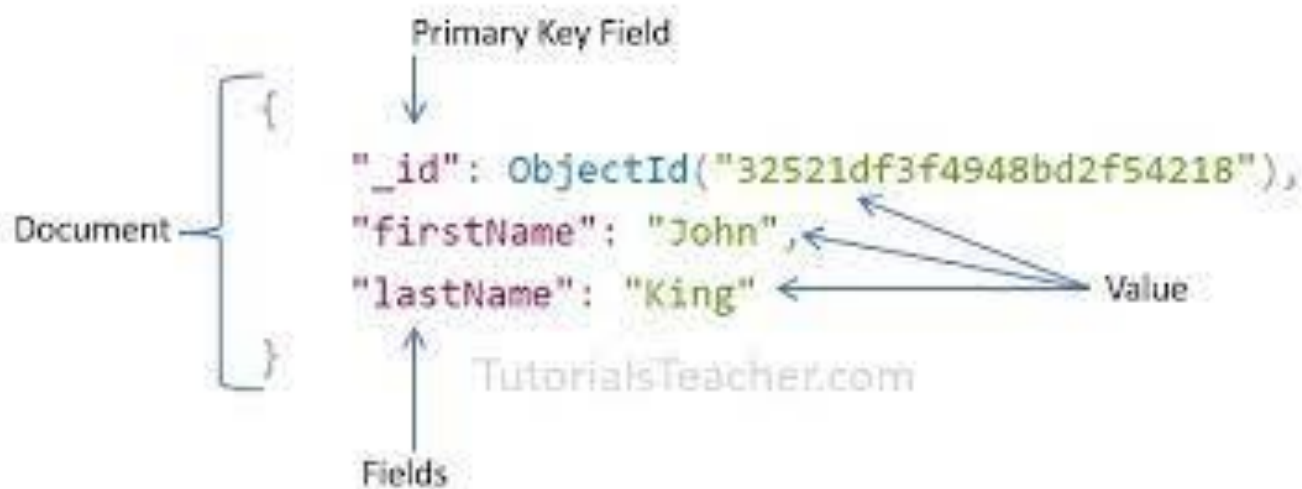 Primary Key Field
{
"_id": ObjectId("32521df3f4948bd2f54218"),
Document
"firstName": "John",
"lastName": "King"
Value
}
TutorialsTeacher.com
Fields